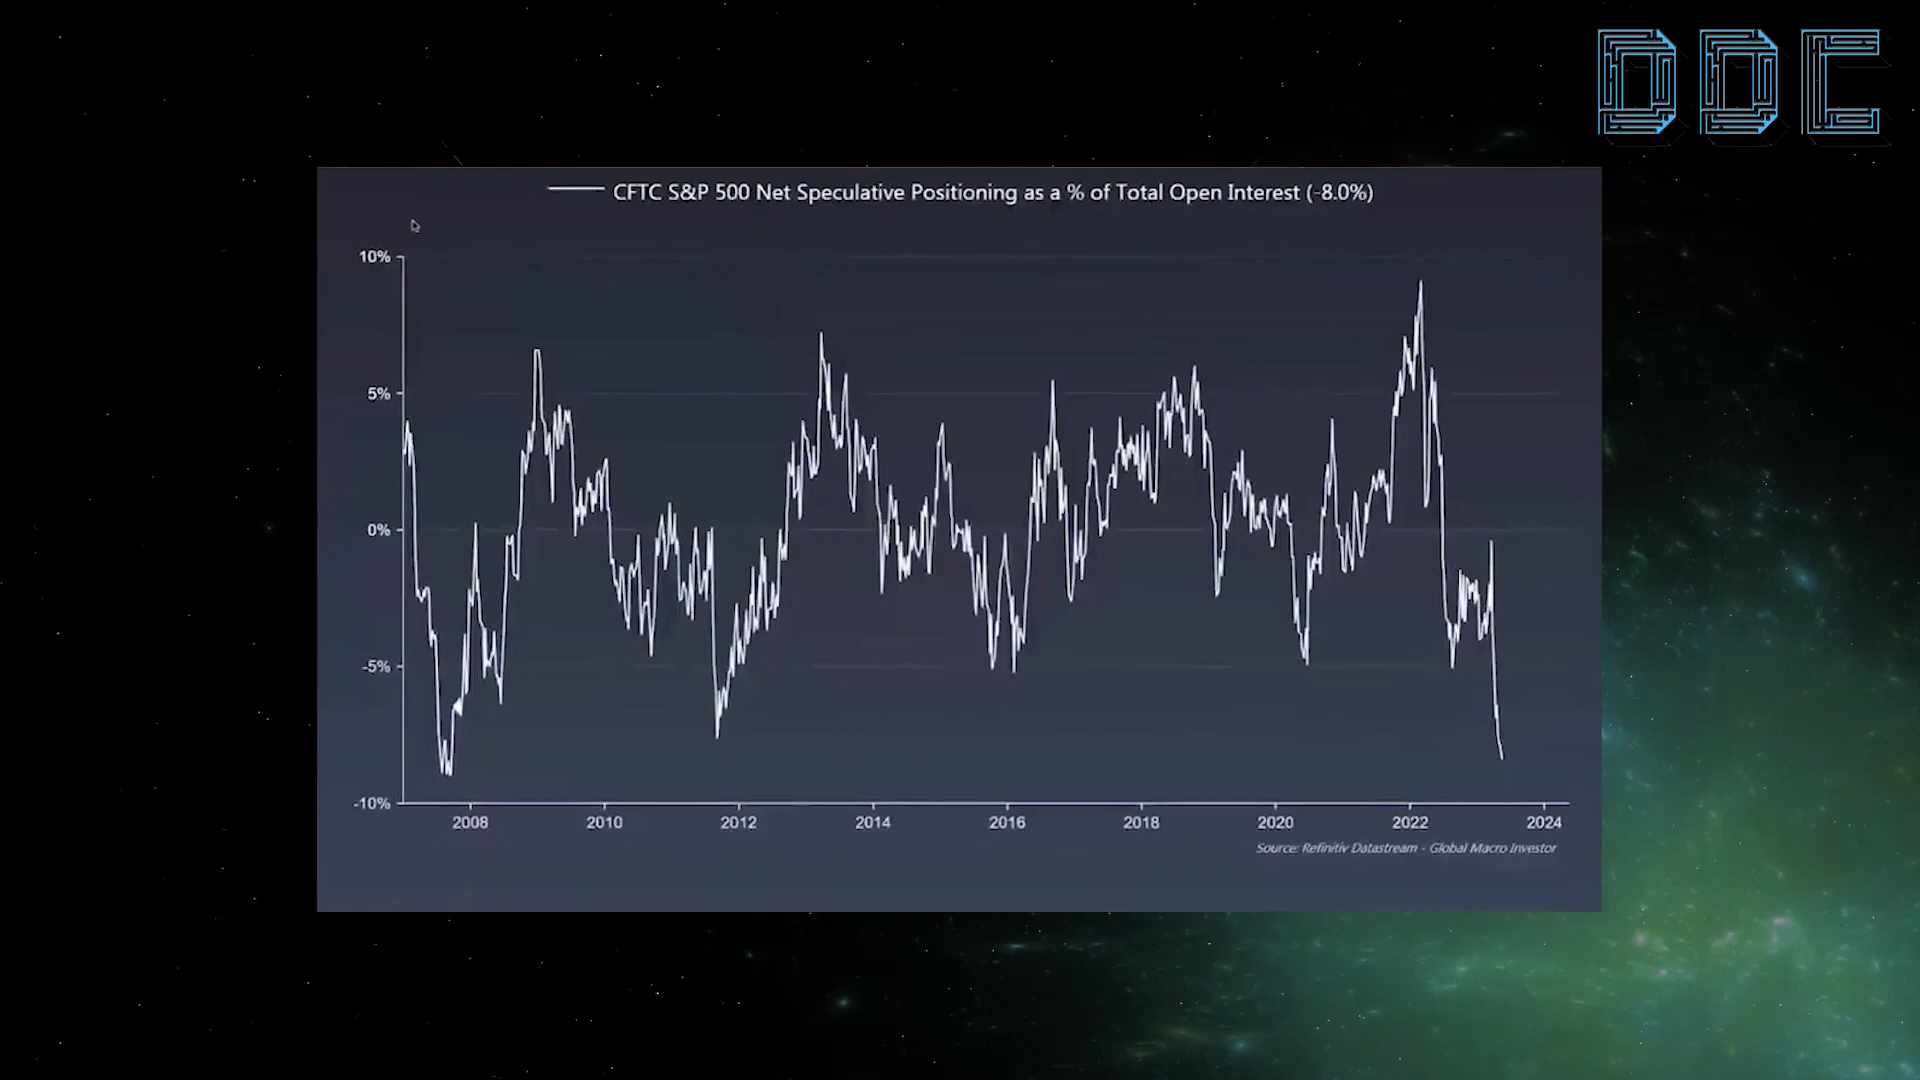 DDC
CFTC S&P 500 Net Speculative Positioning as a % of Total Open Interest (-8.0%)
10%
5%
0%
-5%
-10%
2008 2010 2012 2014 2016 2018 2020 2022 2024
Source: Refinitiv Datastream - Global Macro Investor